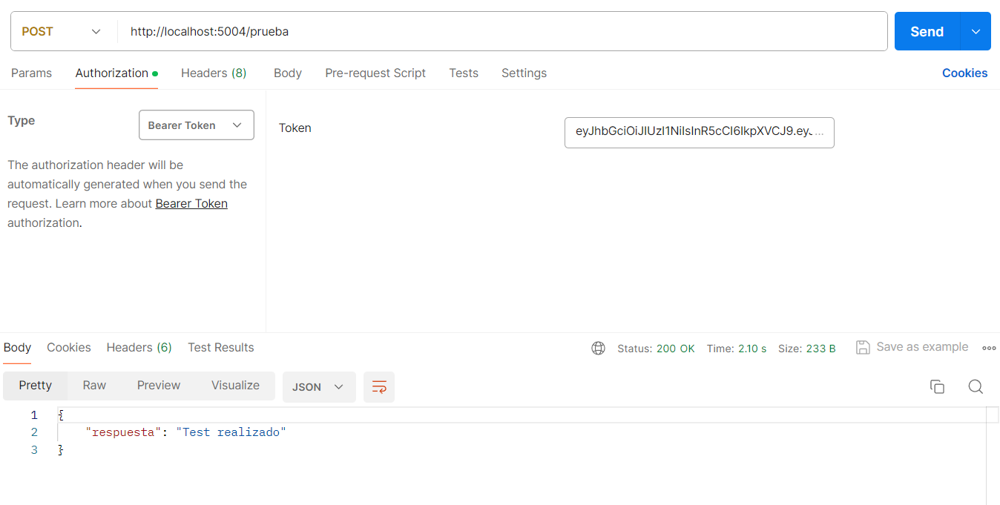 POST http://localhost:5004/prueba Send
Params Authorization Headers (8) Body Pre-request Script Tests Settings Cookies
Type Bearer Token Token eyJhbGciOiJIUzI1NiIsInR5cCI6IkpXVCJ9.eyJ...
The authorization header will be
automatically generated when you send the
request. Learn more about Bearer Token
authorization.
Body Cookies Headers (6) Test Results Status: 200 OK Time: 2.10 s Size: 233 B Save as example
Pretty Raw Preview Visualize JSON
1 {
2 "respuesta": "Test realizado"
3 }